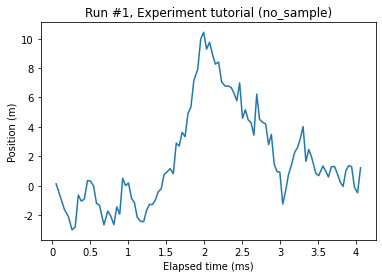 Run #1, Experiment tutorial (no_sample)
Position (m)
10
8
6
4
2
0
-2
0 0.5 1 1.5 2 2.5 3 3.5 4
Elapsed time (ms)